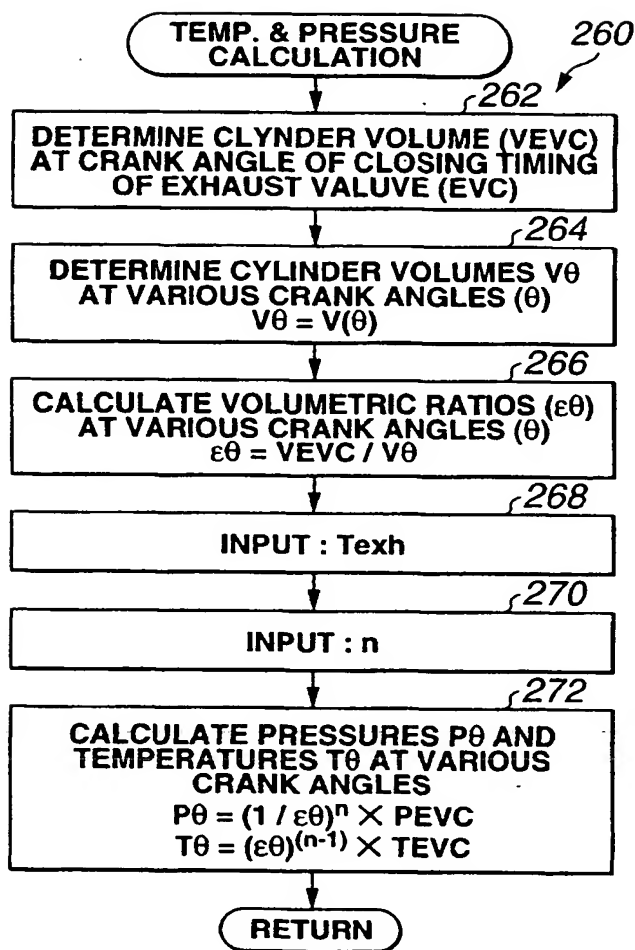 TEMP. & PRESSURE
CALCULATION
260
262
DETERMINE CLYNDER VOLUME (VEVC)
AT CRANK ANGLE OF CLOSING TIMING
OF EXHAUST VALUVE (EVC)
264
DETERMINE CYLINDER VOLUMES Vθ
AT VARIOUS CRANK ANGLES (θ)
Vθ = V(θ)
266
CALCULATE VOLUMETRIC RATIOS (εθ)
AT VARIOUS CRANK ANGLES (θ)
εθ = VEVC / Vθ
268
INPUT : Texh
270
INPUT : n
272
CALCULATE PRESSURES Pθ AND
TEMPERATURES Tθ AT VARIOUS
CRANK ANGLES
Pθ = (1 / εθ)ⁿ × PEVC
Tθ = (εθ)⁽ⁿ⁻¹⁾ × TEVC
RETURN